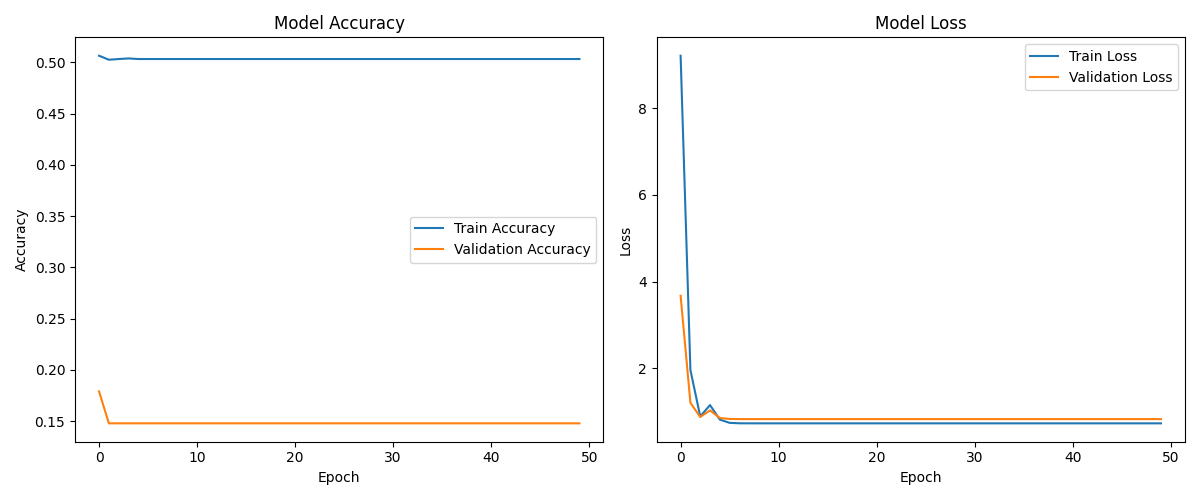 Model Accuracy
0.50
0.45
0.40
0.35
0.30
0.25
0.20
0.15
Accuracy
Train Accuracy
Validation Accuracy
0 10 20 30 40 50
Epoch
Model Loss
8
6
4
2
Loss
Train Loss
Validation Loss
0 10 20 30 40 50
Epoch